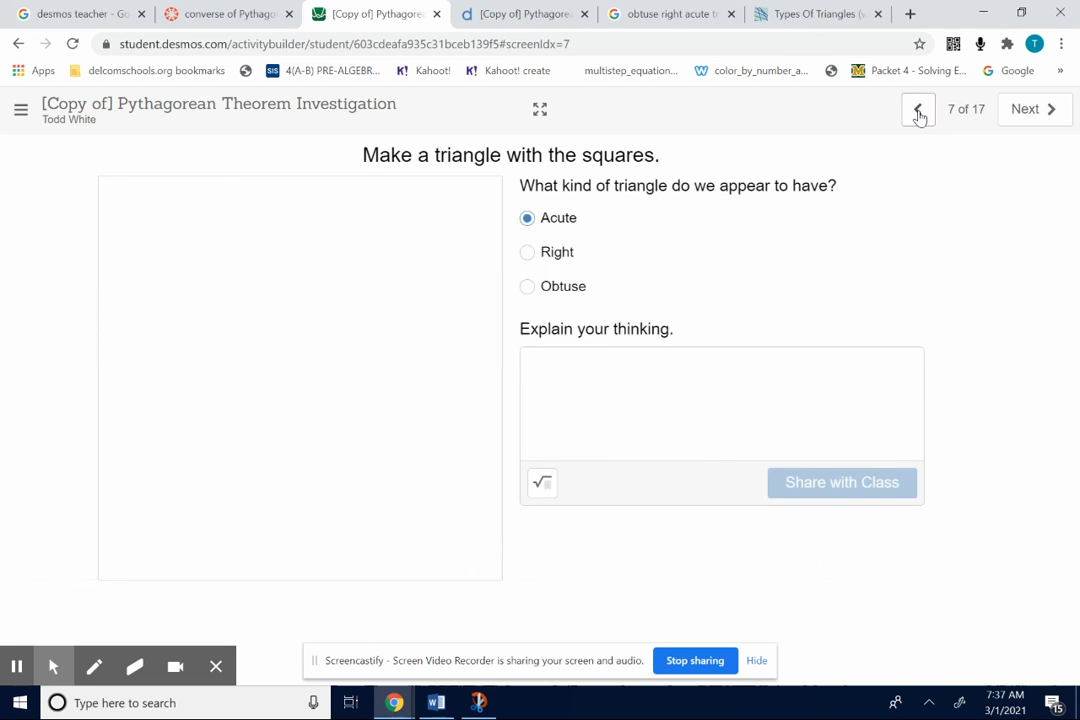 desmos teacher - Go
converse of Pythago
[Copy of] Pythagorea
[Copy of] Pythagorea
obtuse right acute t
Types Of Triangles (v
student.desmos.com/activitybuilder/student/603cdeafa935c31bceb139f5#screenIdx=7
T
Apps
delcomschools.org bookmarks
SIS
4(A-B) PRE-ALGEBR...
K! Kahoot!
K! Kahoot! create
multistep_equation...
color_by_number_a...
Packet 4 - Solving E...
Google
»
[Copy of] Pythagorean Theorem Investigation
Todd White
7 of 17
Next
Make a triangle with the squares.
What kind of triangle do we appear to have?
Acute
Right
Obtuse
Explain your thinking.
√
Share with Class
Screencastify - Screen Video Recorder is sharing your screen and audio.
Stop sharing
Hide
Type here to search
7:37 AM
3/1/2021
15